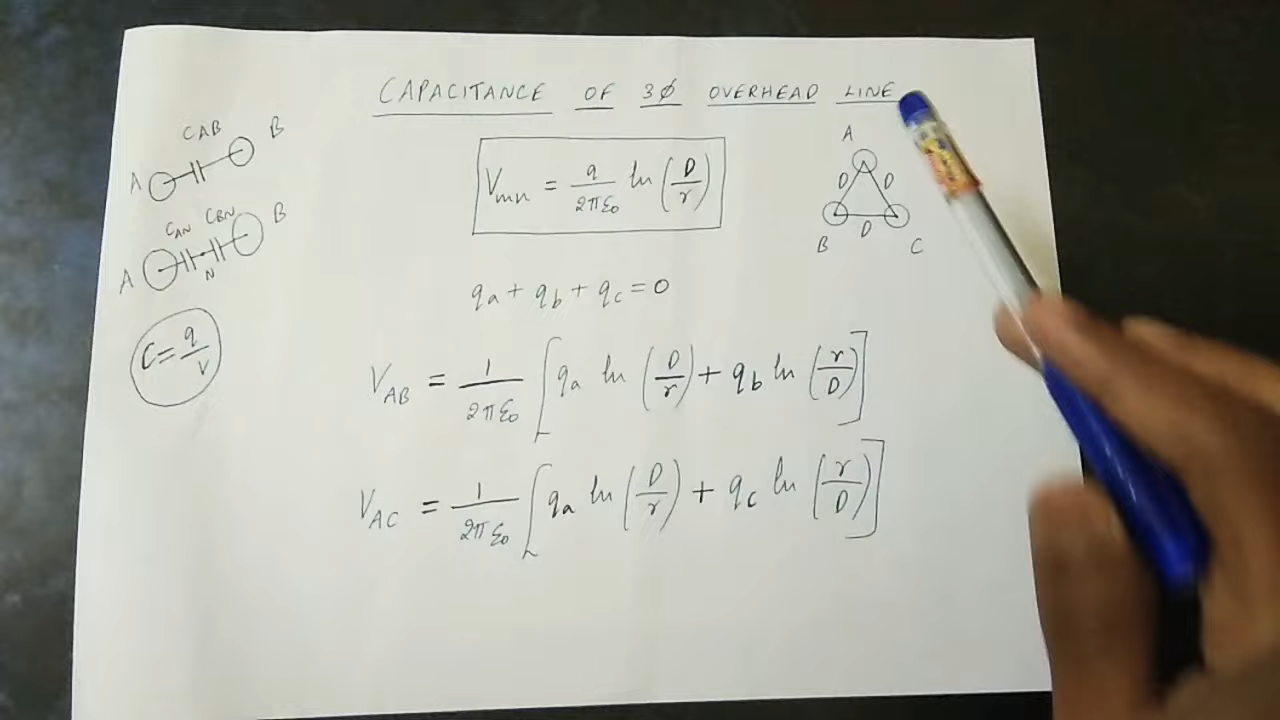 CAPACITANCE OF 3Ø OVERHEAD LINE
CAB
A B
CAN CBN
A N B
C = q/V
Vmn = q/2πε₀ ln (D/r)
A
D D
B D C
qa + qb + qc = 0
VAB = 1/2πε₀ [qa ln (D/r) + qb ln (r/D)]
VAC = 1/2πε₀ [qa ln (D/r) + qc ln (r/D)]